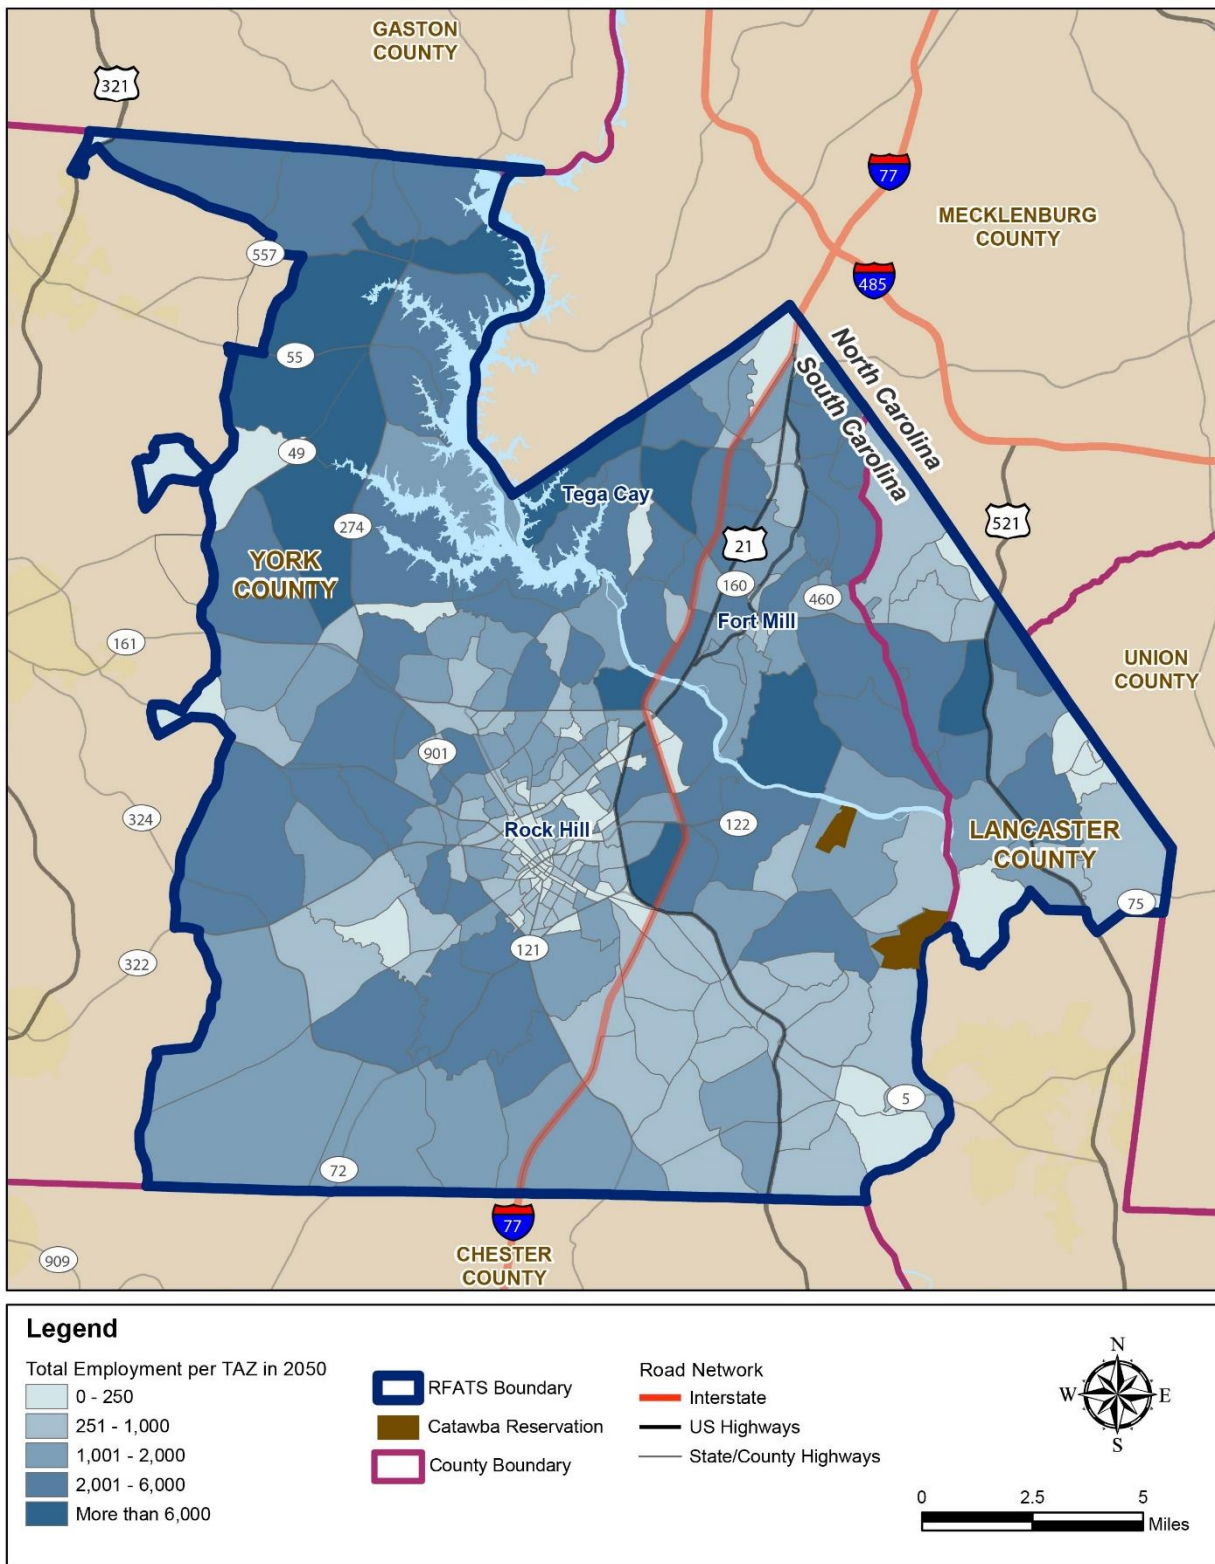 GASTON
COUNTY
321
77
MECKLENBURG
COUNTY
557
485
55
North Carolina
South Carolina
49
Tega Cay
274
521
21
YORK
COUNTY
160
460
Fort Mill
161
UNION
COUNTY
901
324
Rock Hill
122
LANCASTER
COUNTY
75
121
322
5
72
77
CHESTER
COUNTY
909
Legend
Total Employment per TAZ in 2050
0 - 250
251 - 1,000
1,001 - 2,000
2,001 - 6,000
More than 6,000
RFATS Boundary
Catawba Reservation
County Boundary
Road Network
Interstate
US Highways
State/County Highways
N
W
E
S
0
2.5
5
Miles